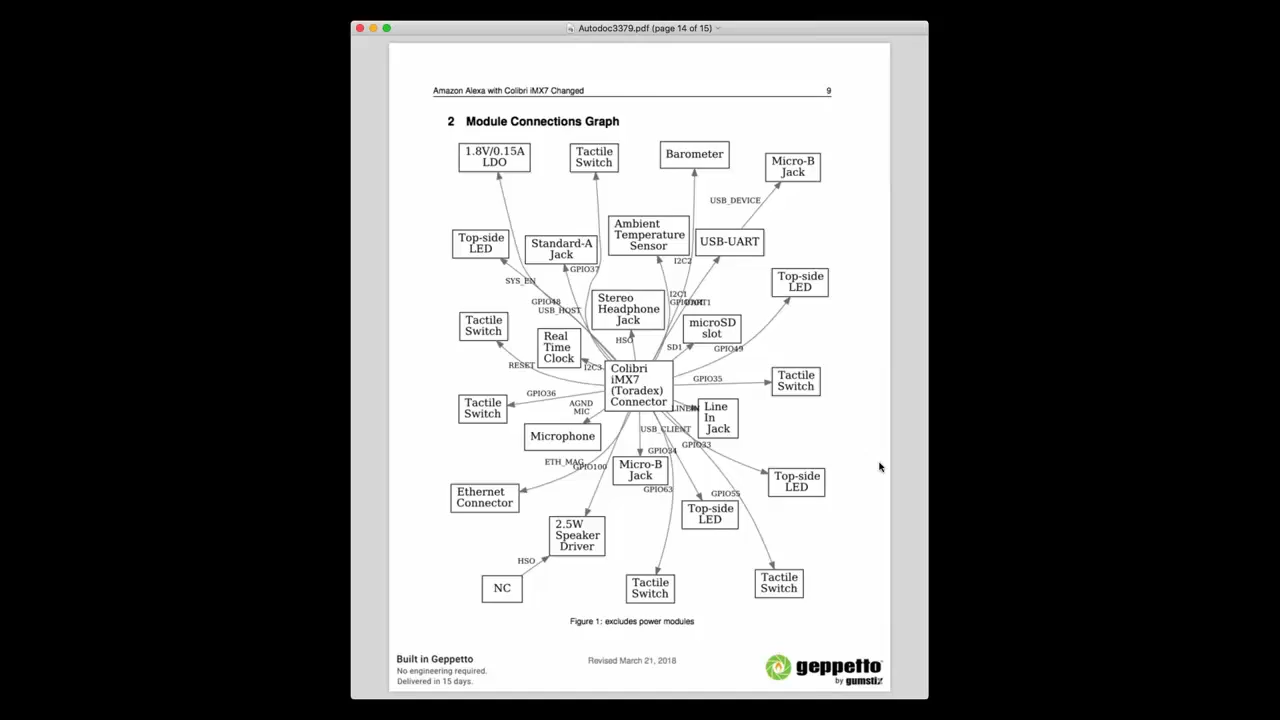 Autodoc3379.pdf (page 14 of 15)
Amazon Alexa with Colibri iMX7 Changed
9
2 Module Connections Graph
1.8V/0.15A
LDO
Tactile
Switch
Barometer
Micro-B
Jack
USB_DEVICE
Top-side
LED
Standard-A
Jack
Ambient
Temperature
Sensor
USB-UART
I2C2
GPIO37
SYS_EN
Top-side
LED
GPIO48
USB_HOST
Stereo
Headphone
Jack
I2C1
UART1
Tactile
Switch
Real
Time
Clock
HSO
microSD
slot
SD1
GPIO49
RESET
I2C3
Colibri
iMX7
(Toradex)
Connector
GPIO35
Tactile
Switch
GPIO36
Tactile
Switch
AGND
MIC
Line
In
Jack
Microphone
USB_CLIENT
GPIO33
GPIO34
ETH_MAG
GPIO100
Micro-B
Jack
Top-side
LED
GPIO63
GPIO55
Ethernet
Connector
Top-side
LED
2.5W
Speaker
Driver
HSO
NC
Tactile
Switch
Tactile
Switch
Figure 1: excludes power modules
Built in Geppetto
No engineering required.
Delivered in 15 days.
Revised March 21, 2018
geppetto
by gumstix